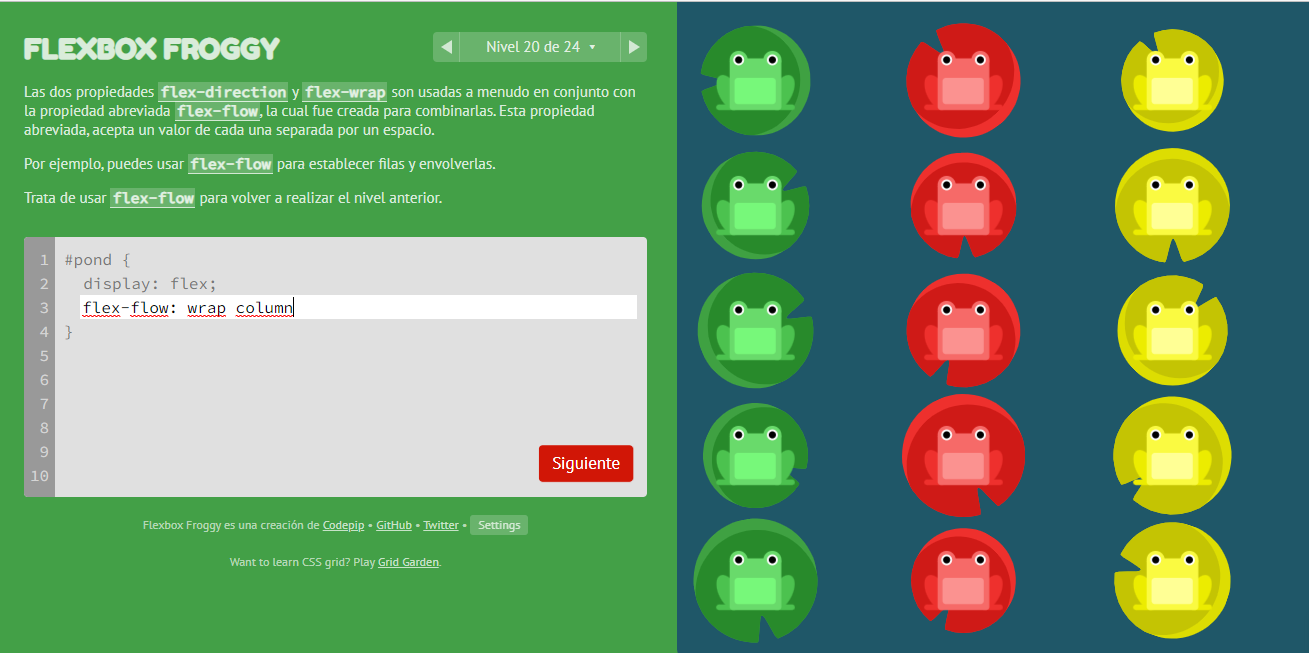 FLEXBOX FROGGY
Nivel 20 de 24
Las dos propiedades flex-direction y flex-wrap son usadas a menudo en conjunto con
la propiedad abreviada flex-flow, la cual fue creada para combinarlas. Esta propiedad
abreviada, acepta un valor de cada una separada por un espacio.
Por ejemplo, puedes usar flex-flow para establecer filas y envolverlas.
Trata de usar flex-flow para volver a realizar el nivel anterior.
1 #pond {
2 display: flex;
3 flex-flow: wrap column
4 }
5
6
7
8
9
10
Siguiente
Flexbox Froggy es una creación de Codepip • GitHub • Twitter • Settings
Want to learn CSS grid? Play Grid Garden.